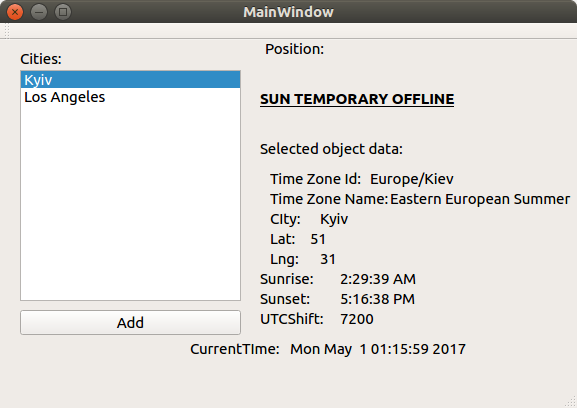 MainWindow
Position:
Cities:
Kyiv
Los Angeles
SUN TEMPORARY OFFLINE
Selected object data:
Time Zone Id: Europe/Kiev
Time Zone Name: Eastern European Summer
CIty: Kyiv
Lat: 51
Lng: 31
Sunrise: 2:29:39 AM
Sunset: 5:16:38 PM
UTCShift: 7200
Add
CurrentTIme: Mon May 1 01:15:59 2017